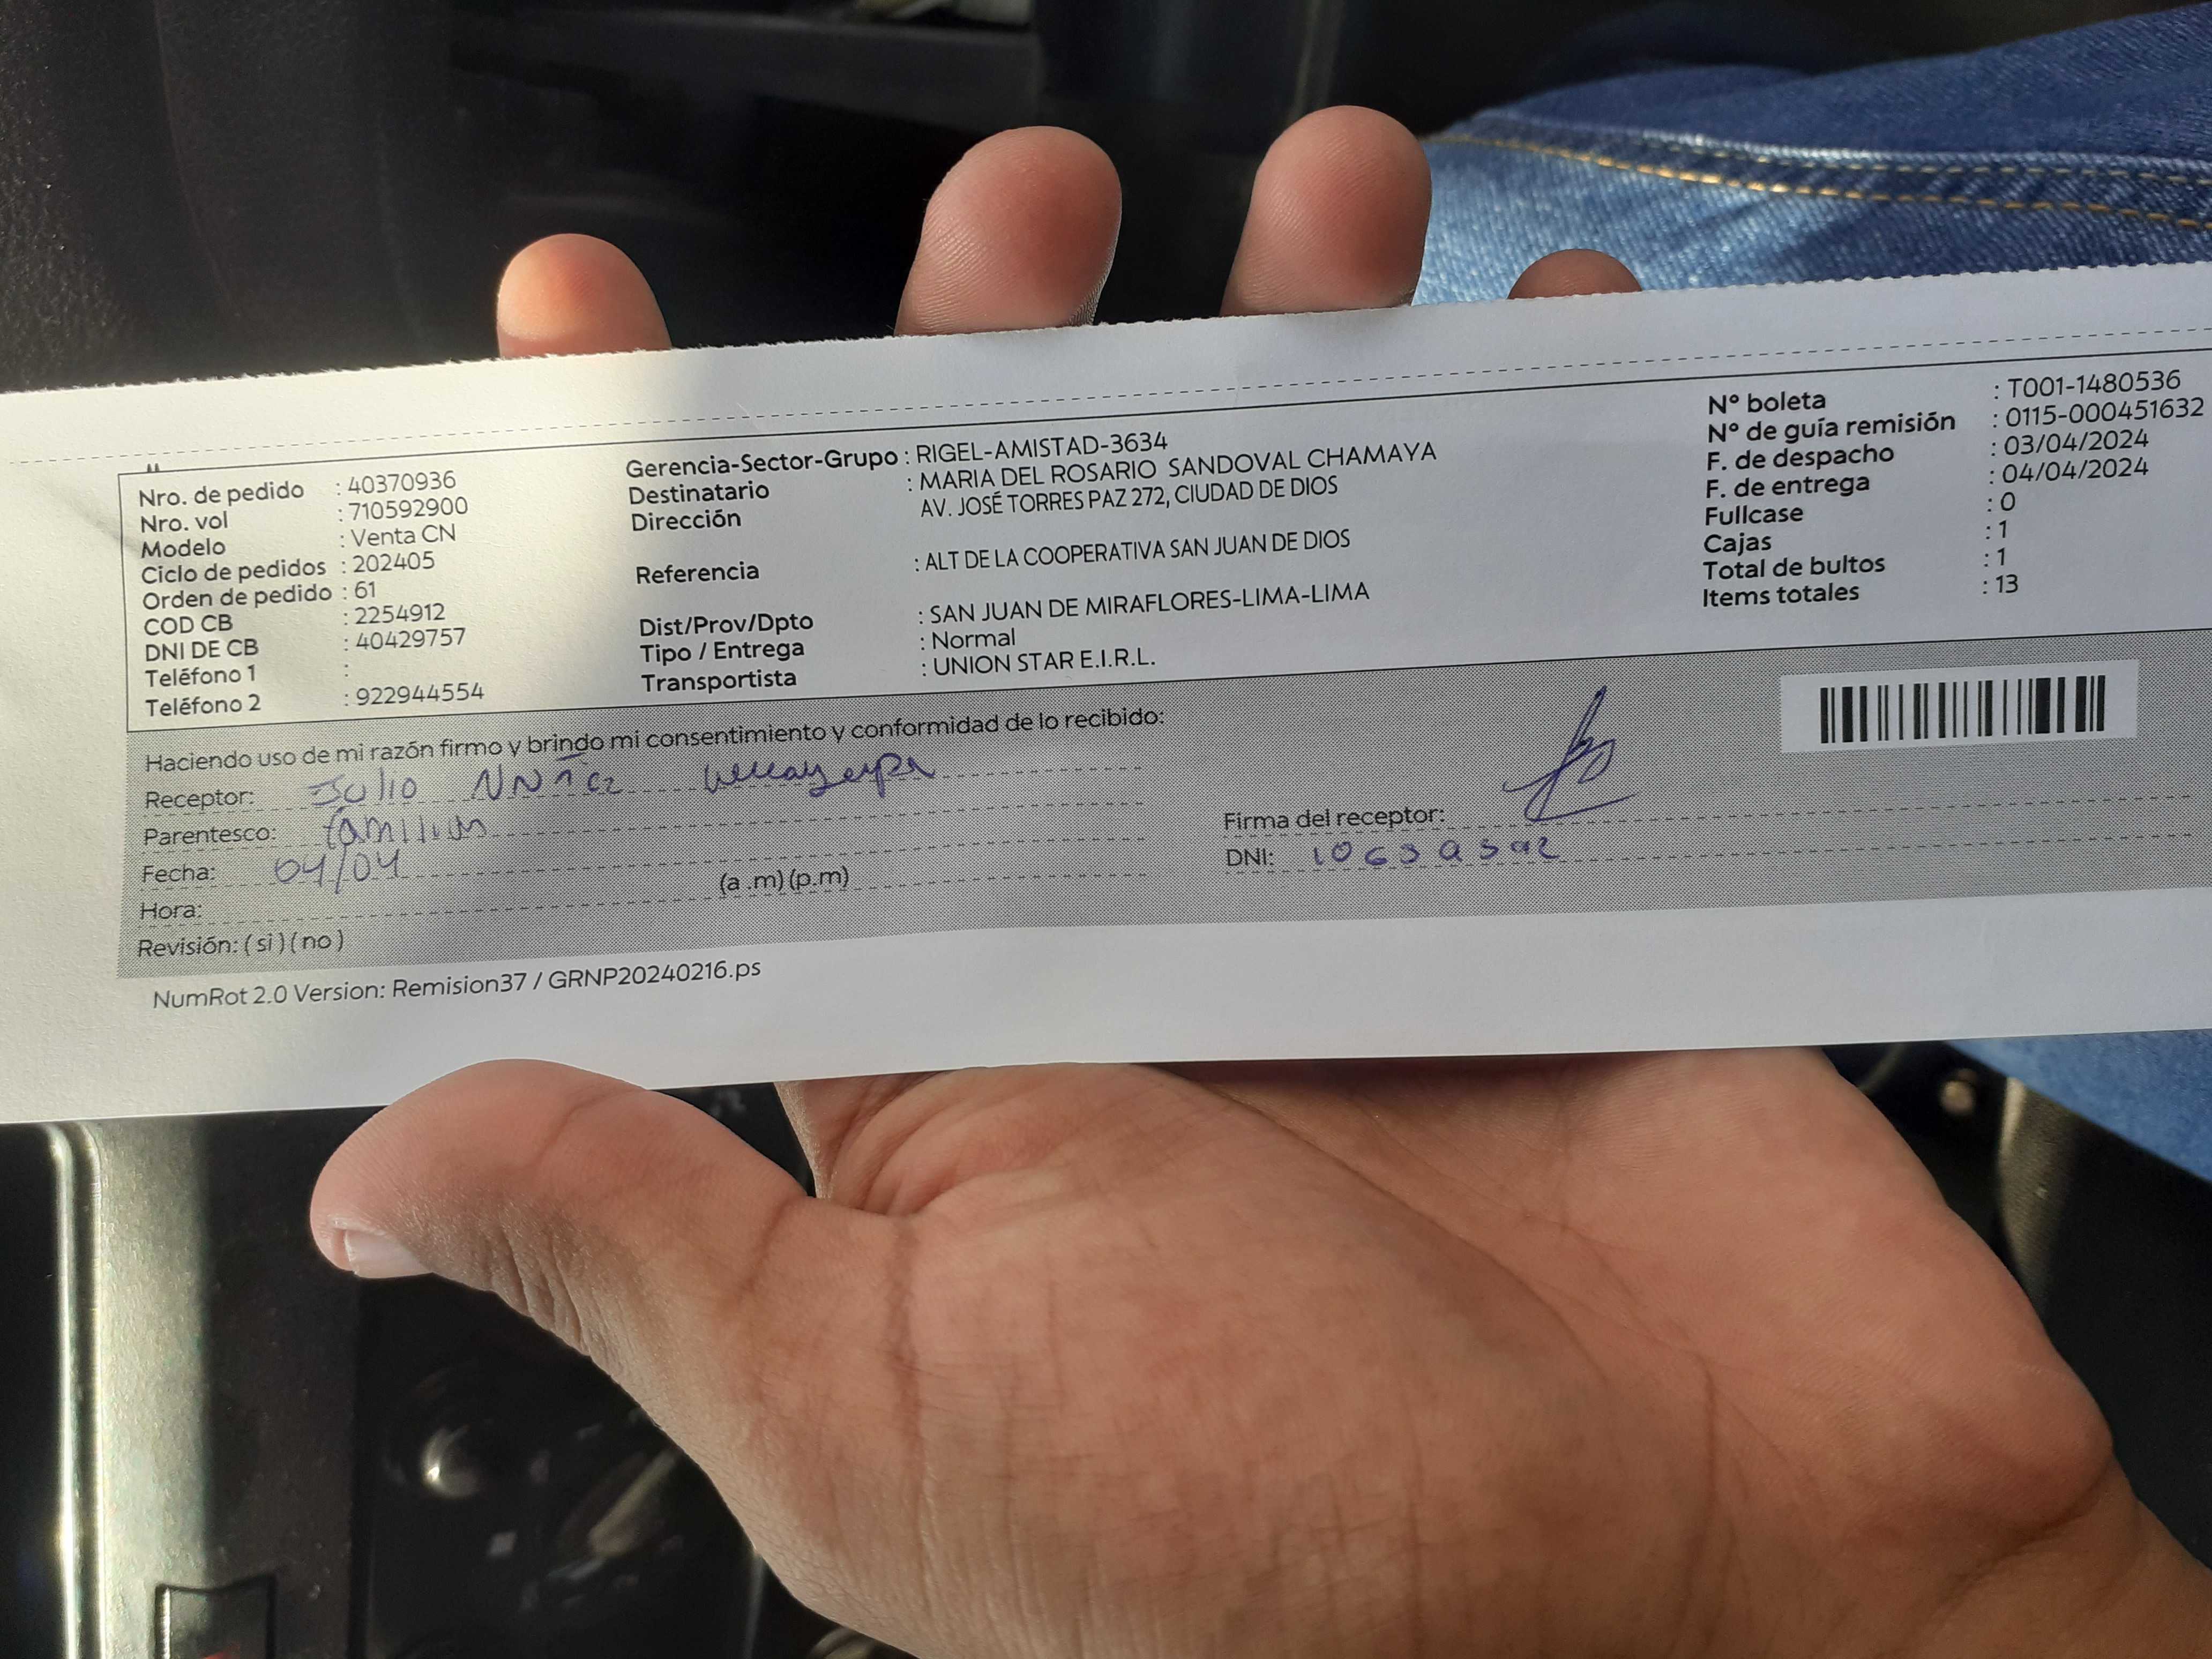 Nro. de pedido : 40370936
Nro. vol : 710592900
Modelo : Venta CN
Ciclo de pedidos : 202405
Orden de pedido : 61
COD CB : 2254912
DNI DE CB : 40429757
Teléfono 1 :
Teléfono 2 : 922944554
Gerencia-Sector-Grupo : RIGEL-AMISTAD-3634
Destinatario : MARIA DEL ROSARIO SANDOVAL CHAMAYA
Dirección AV. JOSÉ TORRES PAZ 272, CIUDAD DE DIOS
Referencia : ALT DE LA COOPERATIVA SAN JUAN DE DIOS
Dist/Prov/Dpto : SAN JUAN DE MIRAFLORES-LIMA-LIMA
Tipo / Entrega : Normal
Transportista : UNION STAR E.I.R.L.
N° boleta : T001-1480536
N° de guía remisión : 0115-000451632
F. de despacho : 03/04/2024
F. de entrega : 04/04/2024
Fullcase : 0
Cajas : 1
Total de bultos : 1
Items totales : 13
Haciendo uso de mi razón firmo y brindo mi consentimiento y conformidad de lo recibido:
Receptor: Julio
Parentesco:
Fecha: 04/04
Hora: (a .m) (p.m)
Revisión: ( si ) ( no )
Firma del receptor:
DNI:
NumRot 2.0 Version: Remision37 / GRNP20240216.ps